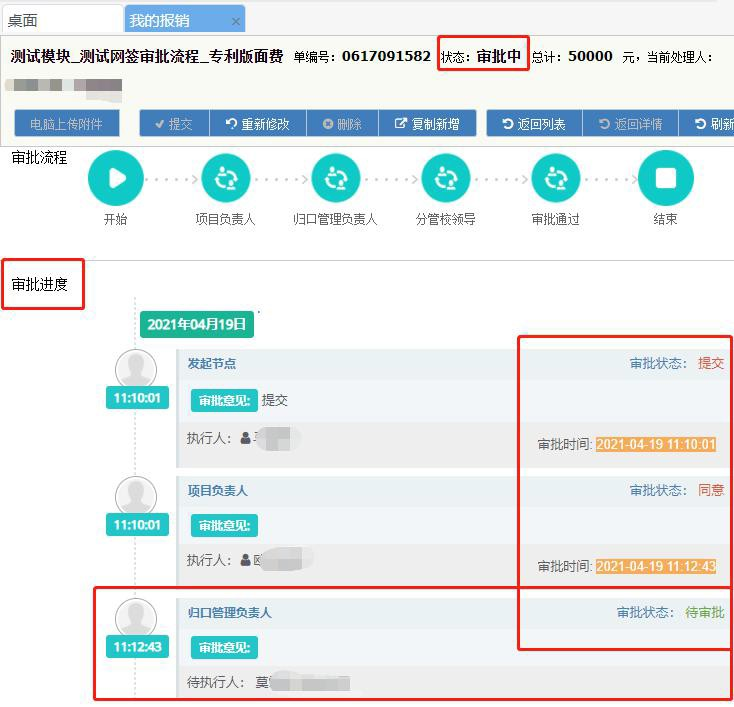 桌面 我的报销 ×
测试模块_测试网签审批流程_专利版面费 单编号: 0617091582 状态: 审批中 总计: 50000 元, 当前处理人:
电脑上传附件 提交 重新修改 删除 复制新增 返回列表 返回详情 刷新
审批流程
开始 项目负责人 归口管理负责人 分管校领导 审批通过 结束
审批进度
2021年04月19日
发起节点 审批状态: 提交
11:10:01 审批意见: 提交
执行人: 审批时间: 2021-04-19 11:10:01
项目负责人 审批状态: 同意
11:10:01 审批意见:
执行人: 欧 审批时间: 2021-04-19 11:12:43
归口管理负责人 审批状态: 待审批
11:12:43 审批意见:
待执行人: 莫